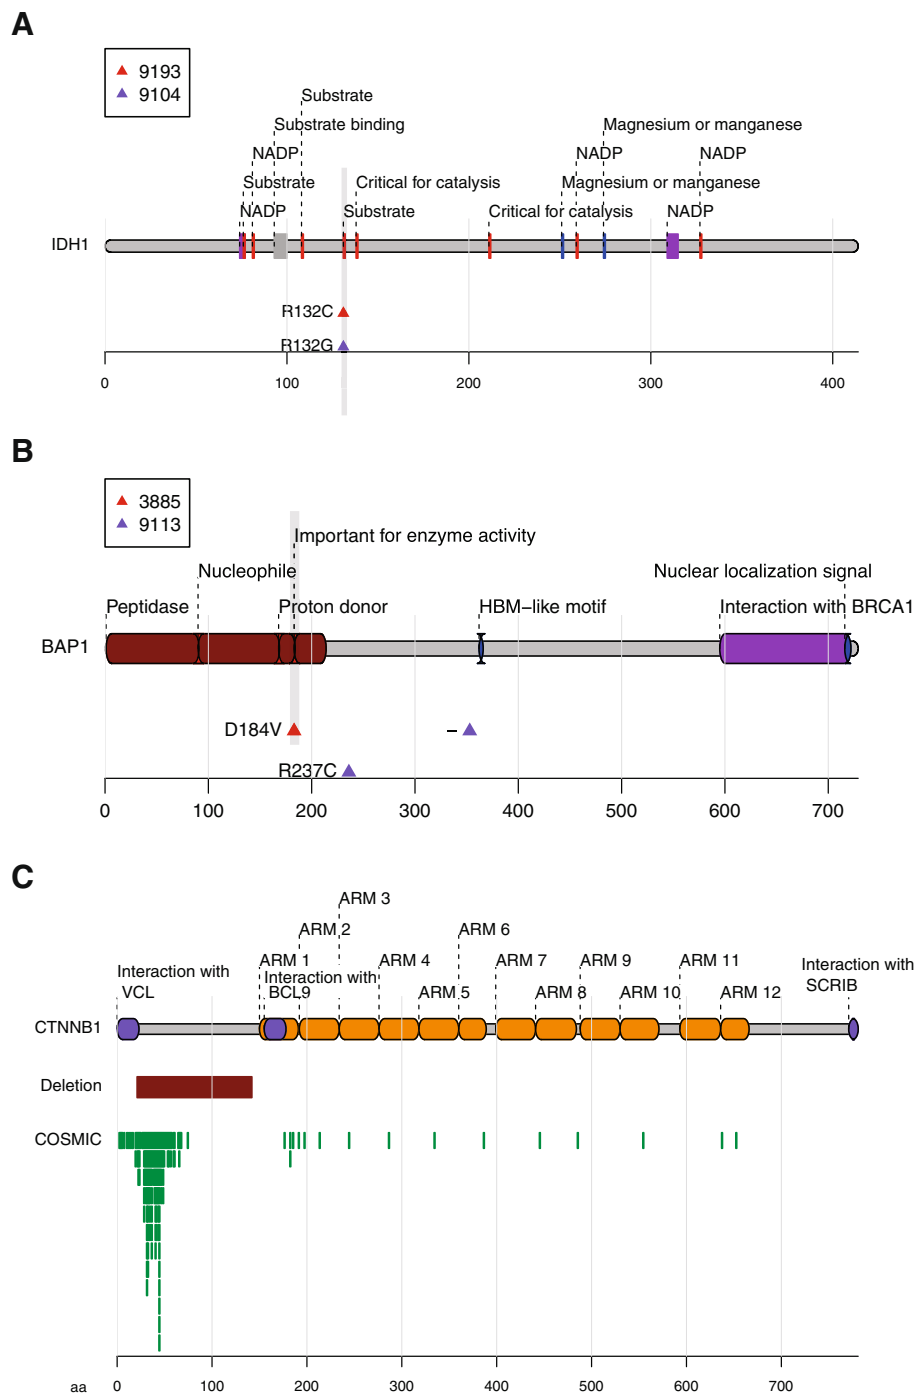 A
9193
9104
Substrate
Substrate binding
Magnesium or manganese
NADP
NADP
NADP
Substrate
Critical for catalysis
Magnesium or manganese
NADP
Substrate
Critical for catalysis
NADP
IDH1
R132C
R132G
0 100 200 300 400
B
3885
9113
Important for enzyme activity
Nucleophile
Nuclear localization signal
Peptidase
Proton donor
HBM–like motif
Interaction with BRCA1
BAP1
D184V
–
R237C
0 100 200 300 400 500 600 700
C
ARM 3
ARM 2
ARM 6
ARM 1
ARM 4
ARM 7
ARM 9
ARM 11
Interaction with
SCRIB
Interaction with
VCL
Interaction with
BCL9
ARM 5
ARM 8
ARM 10
ARM 12
CTNNB1
Deletion
COSMIC
aa 0 100 200 300 400 500 600 700